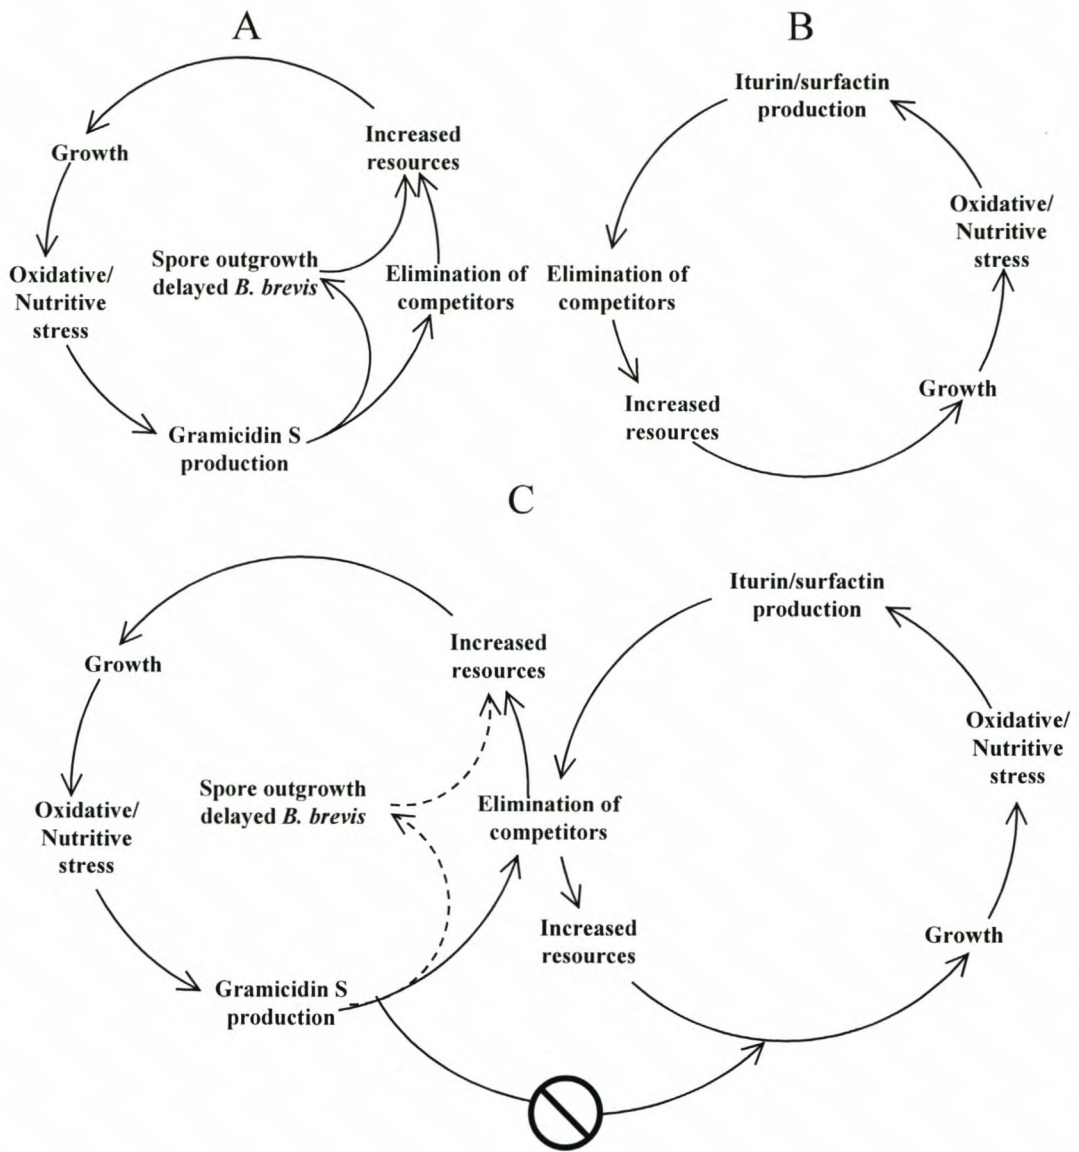 A
Increased
resources
Growth
Spore outgrowth
delayed B. brevis
Elimination of
competitors
Oxidative/
Nutritive
stress
Gramicidin S
production
B
Iturin/surfactin
production
Oxidative/
Nutritive
stress
Elimination of
competitors
Growth
Increased
resources
C
Increased
resources
Growth
Spore outgrowth
delayed B. brevis
Elimination of
competitors
Oxidative/
Nutritive
stress
Gramicidin S
production
Iturin/surfactin
production
Oxidative/
Nutritive
stress
Increased
resources
Growth